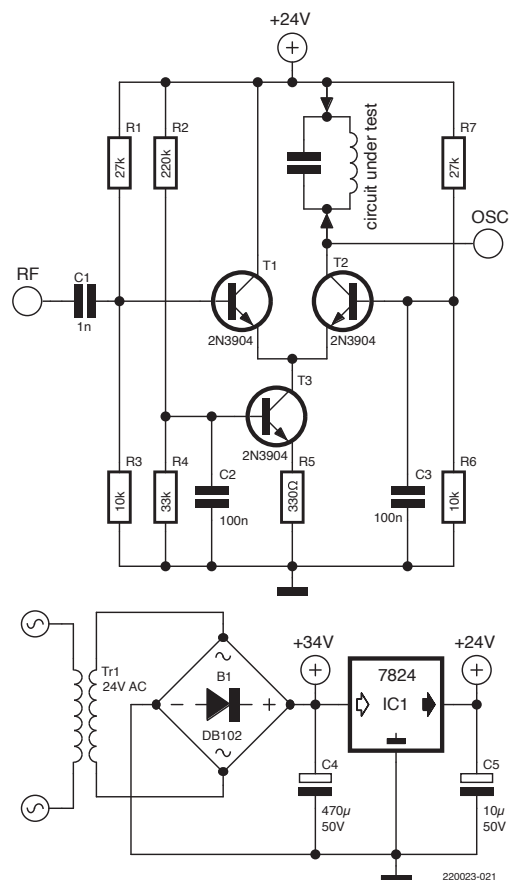 +24V
+
R1
27k
R2
220k
circuit under test
R7
27k
OSC
RF
C1
1n
T1
2N3904
T2
2N3904
T3
2N3904
R3
10k
R4
33k
C2
100n
R5
330Ω
C3
100n
R6
10k
Tr1
24V AC
~
B1
− +
DB102
~
+34V
+
7824
IC1
+24V
+
C4
470µ
50V
C5
10µ
50V
220023-021